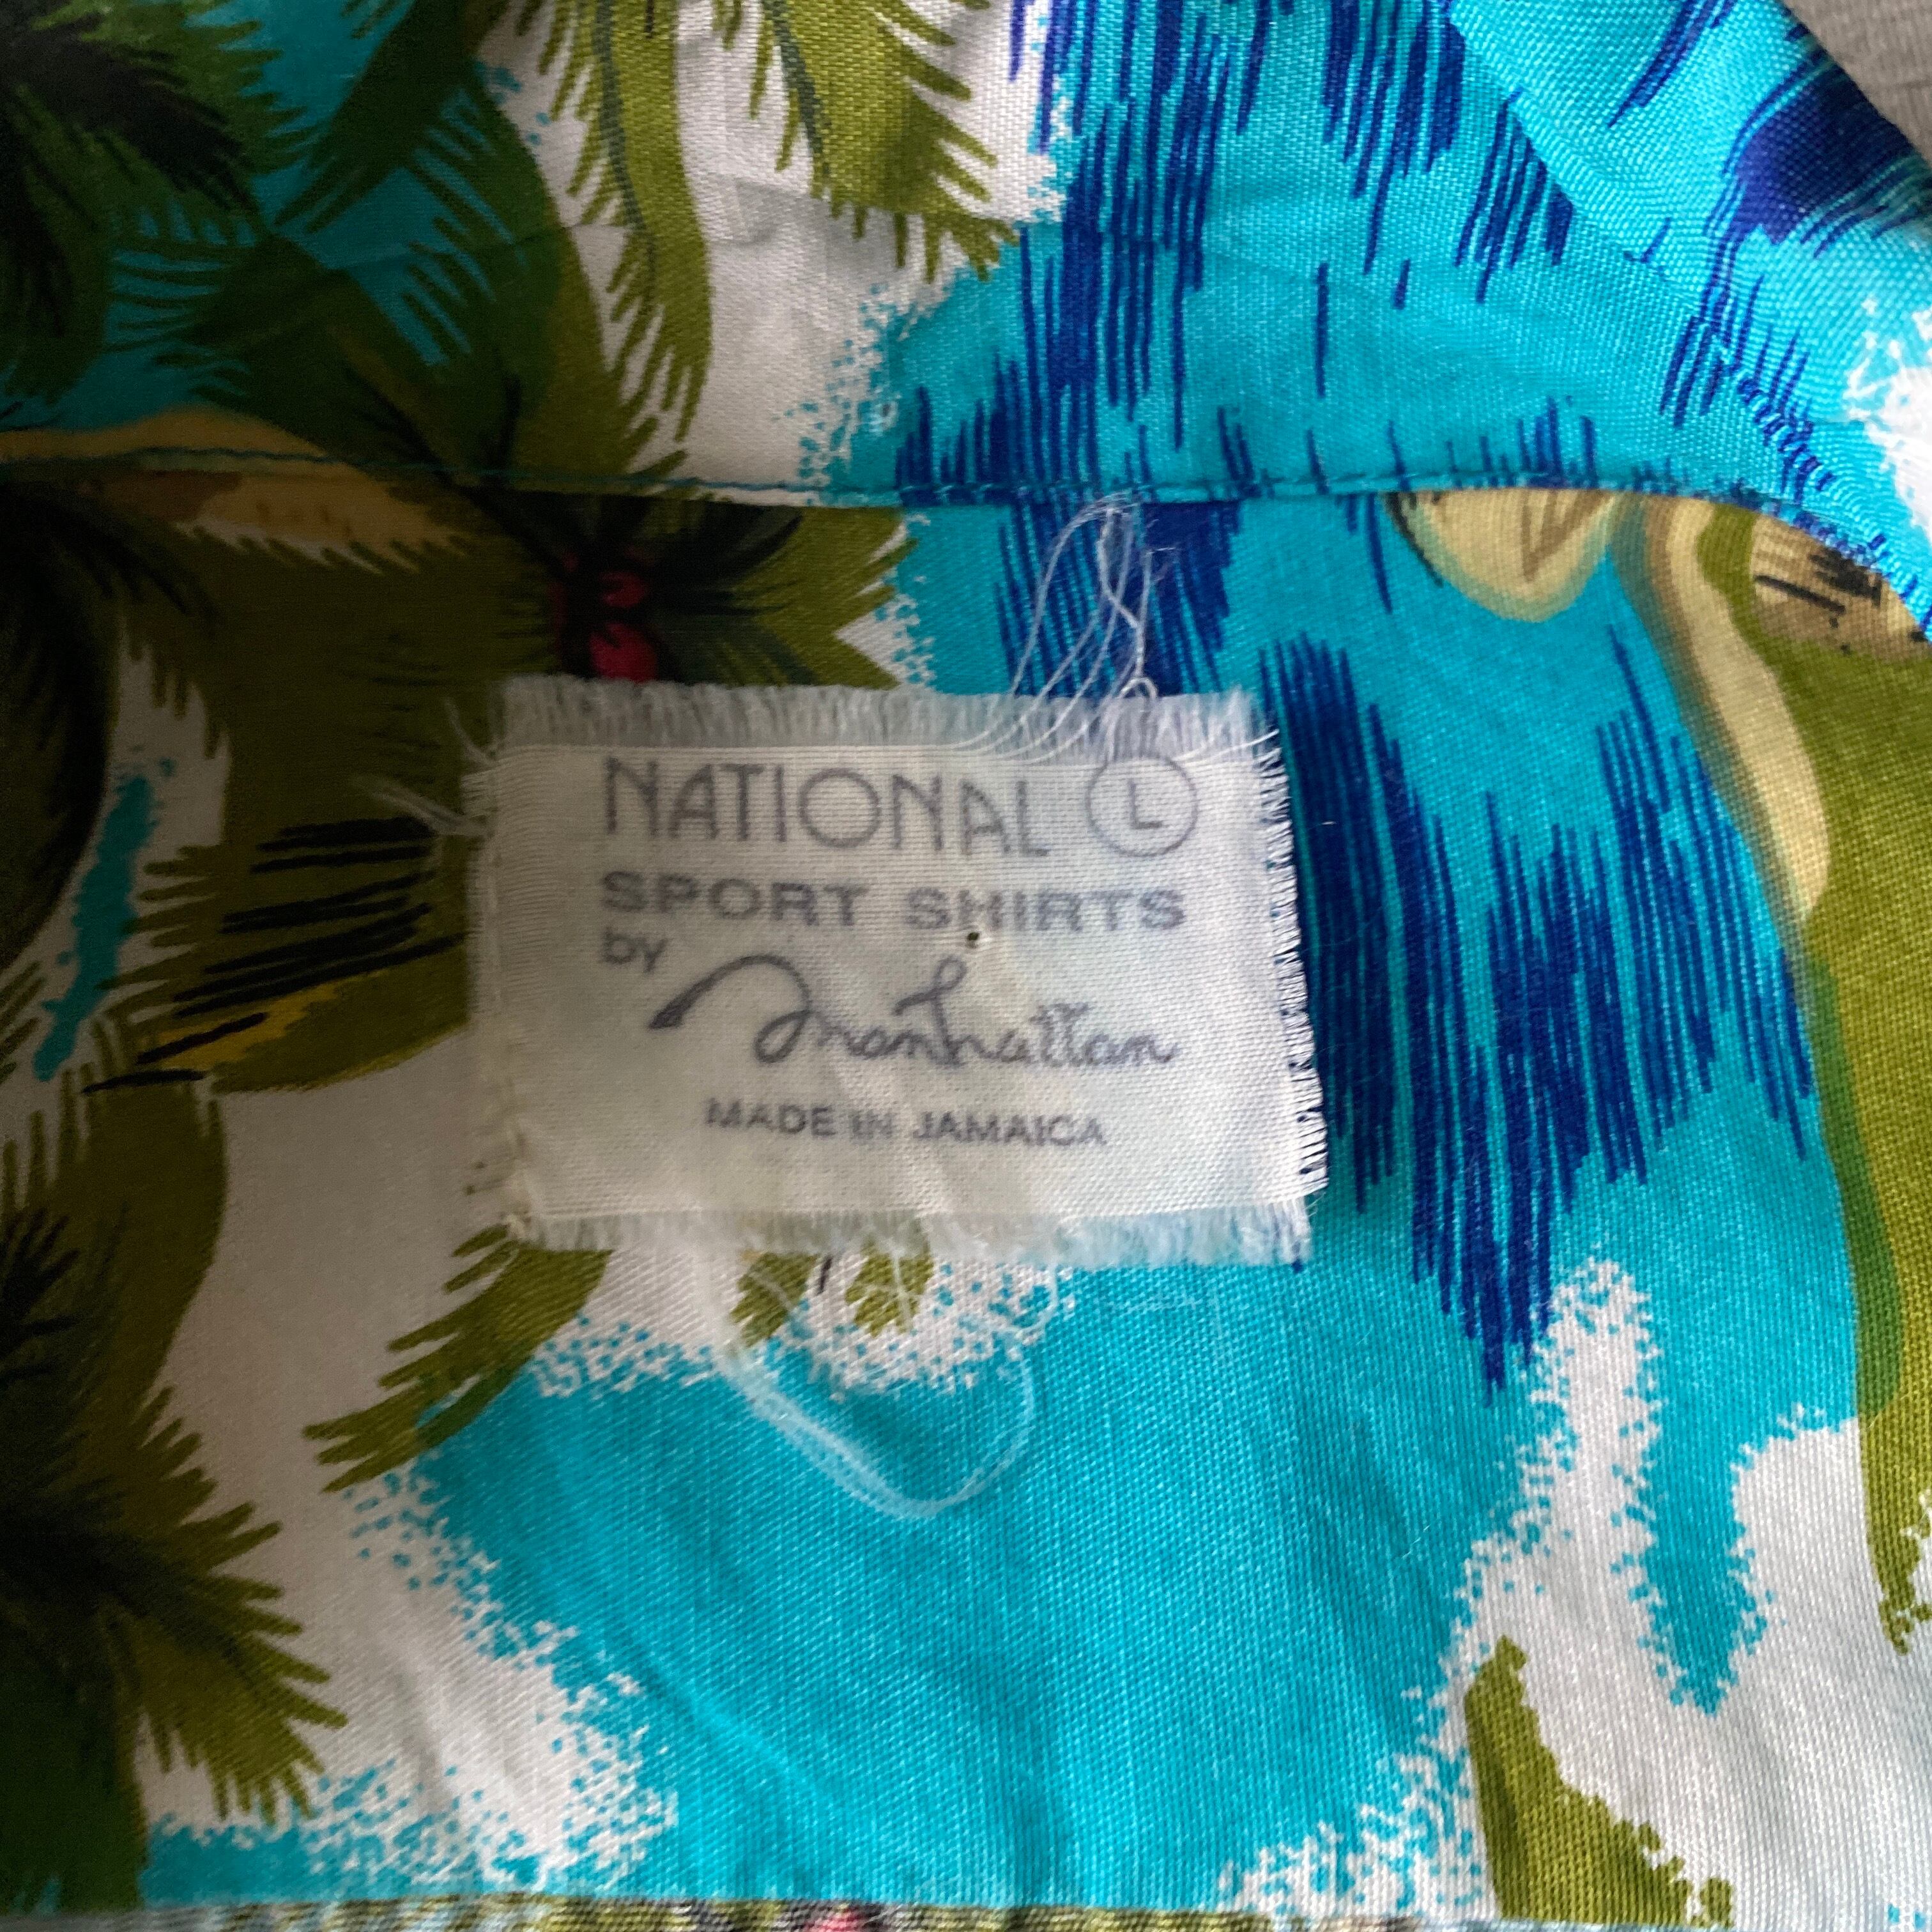 NATIONAL L
SPORT SHIRTS
by Manhattan
MADE IN JAMAICA